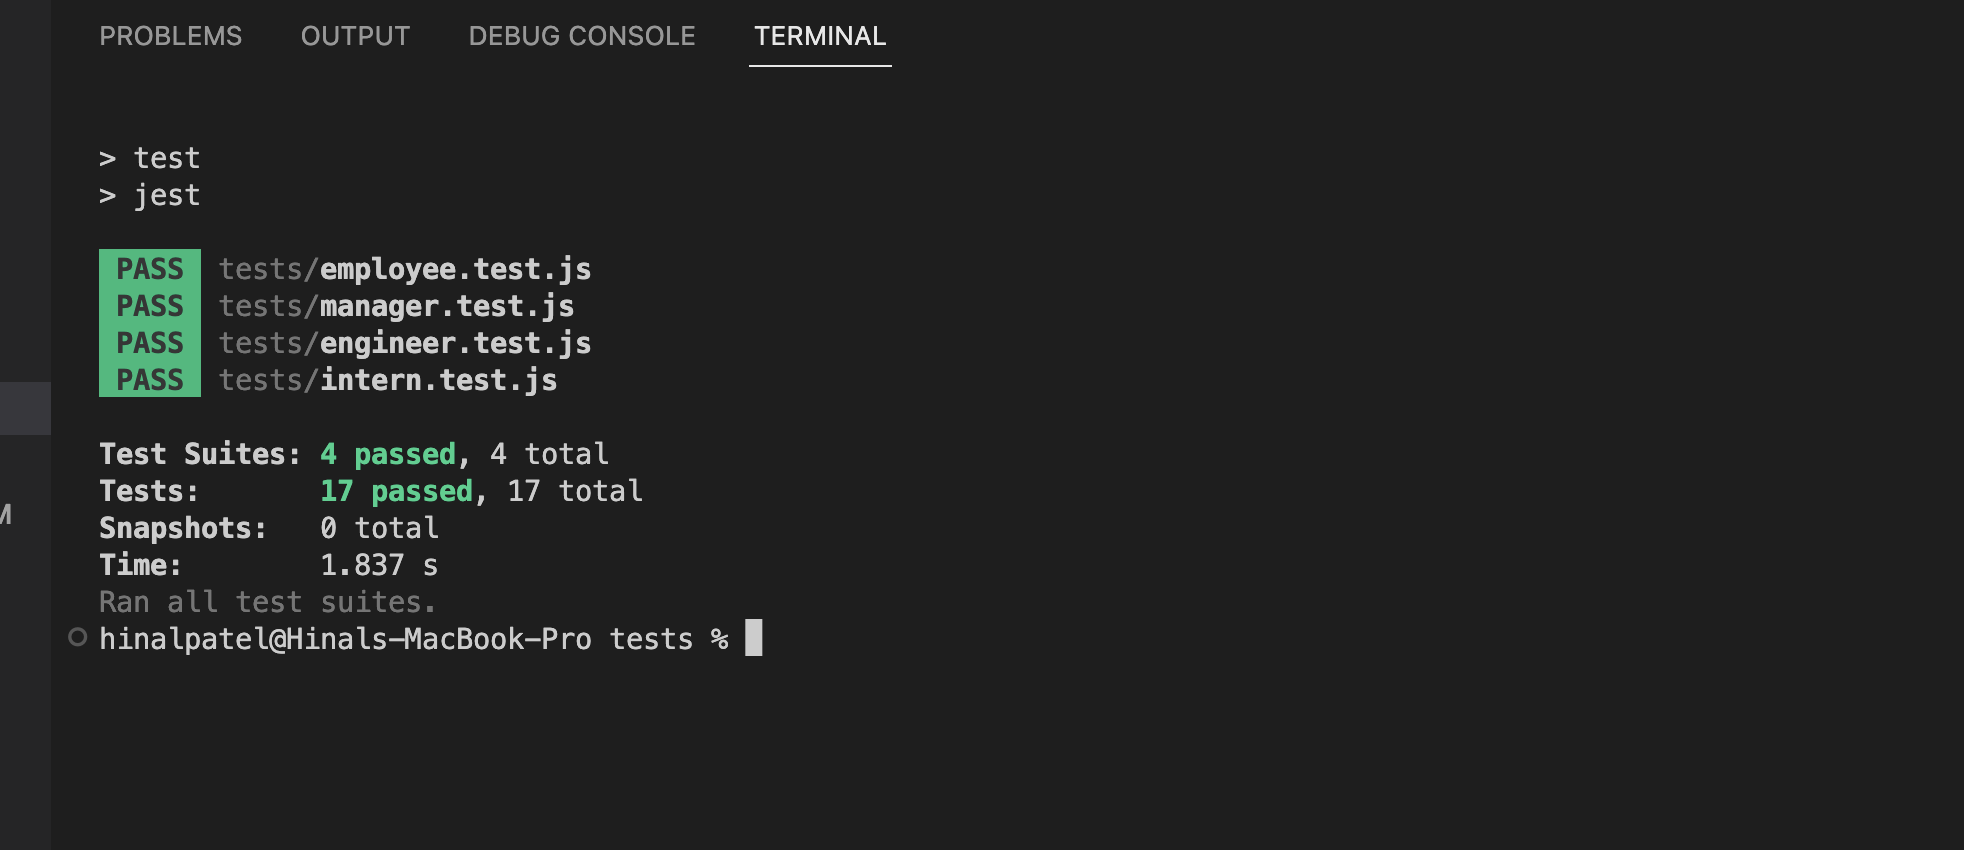 PROBLEMS OUTPUT DEBUG CONSOLE TERMINAL
> test
> jest
PASS tests/employee.test.js
PASS tests/manager.test.js
PASS tests/engineer.test.js
PASS tests/intern.test.js
Test Suites: 4 passed, 4 total
Tests: 17 passed, 17 total
Snapshots: 0 total
M
Time: 1.837 s
Ran all test suites.
hinalpatel@Hinals-MacBook-Pro tests %